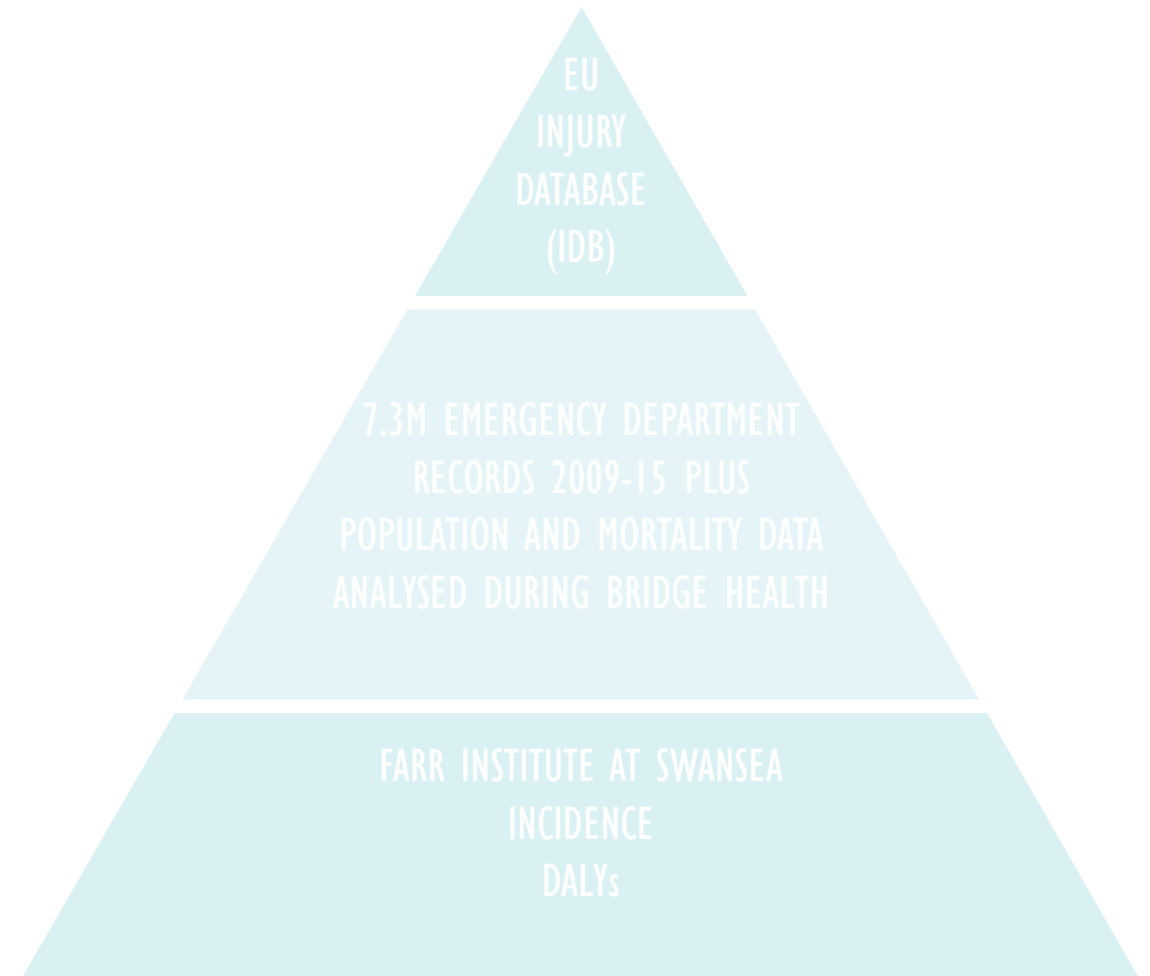 EU
INJURY
DATABASE
(IDB)
7.3M EMERGENCY DEPARTMENT
RECORDS 2009-15 PLUS
POPULATION AND MORTALITY DATA
ANALYSED DURING BRIDGE HEALTH
FARR INSTITUTE AT SWANSEA
INCIDENCE
DALYs